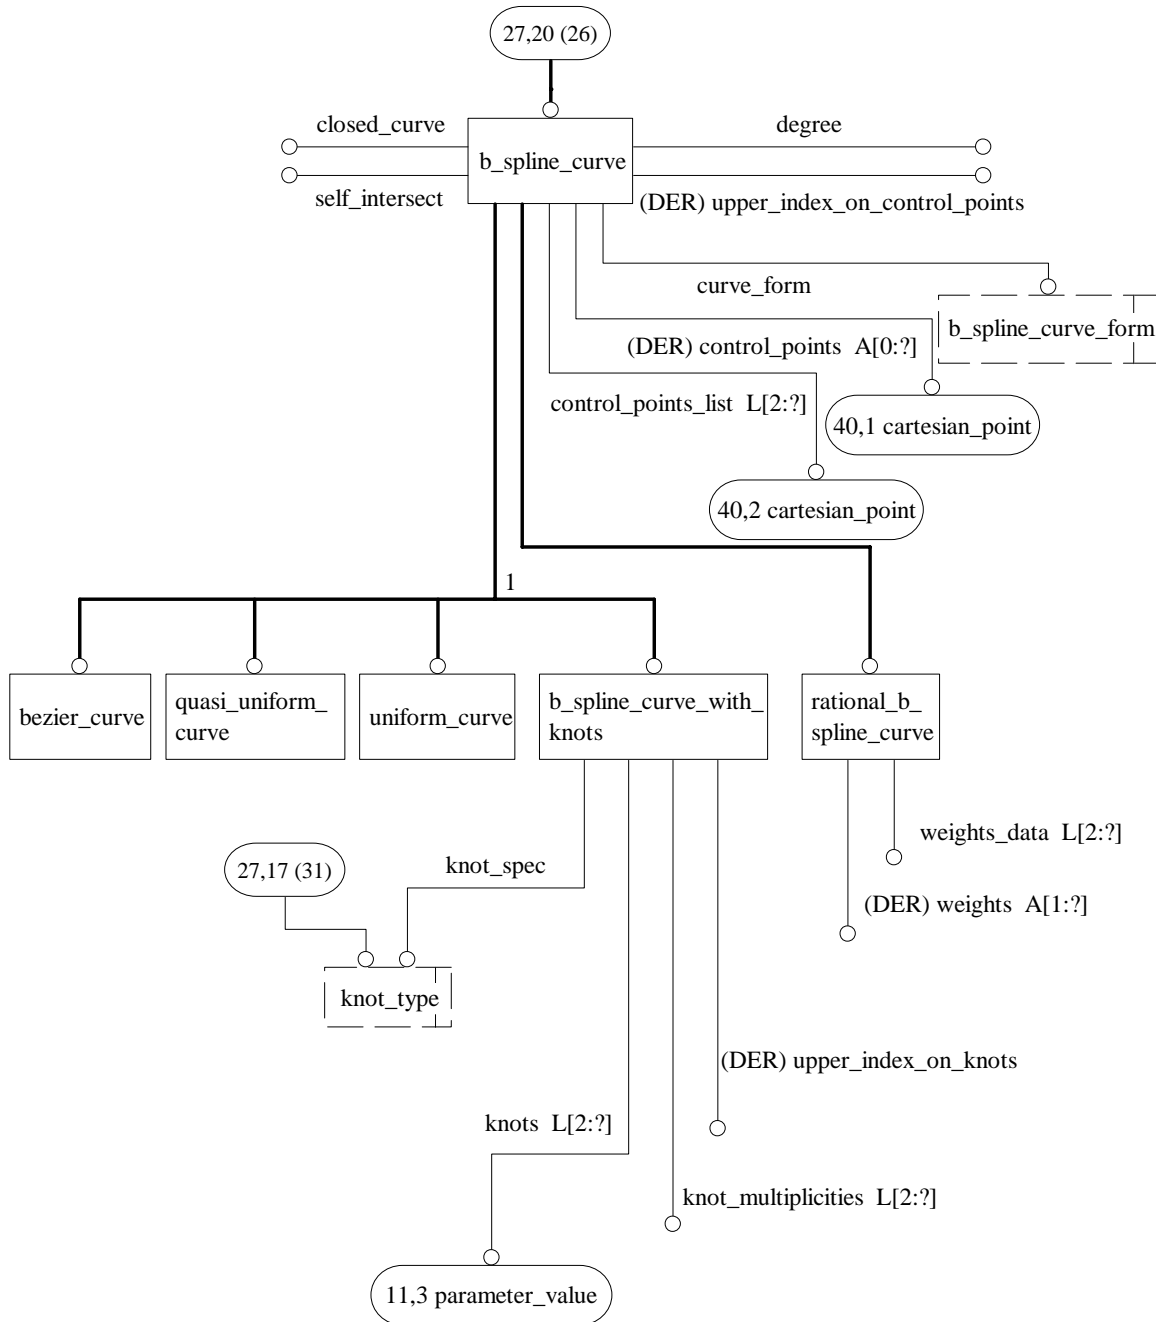 27,20 (26)
closed_curve
degree
b_spline_curve
self_intersect
(DER) upper_index_on_control_points
curve_form
b_spline_curve_form
(DER) control_points A[0:?]
control_points_list L[2:?]
40,1 cartesian_point
40,2 cartesian_point
1
bezier_curve
quasi_uniform_
curve
uniform_curve
b_spline_curve_with_
knots
rational_b_
spline_curve
weights_data L[2:?]
27,17 (31)
knot_spec
(DER) weights A[1:?]
knot_type
(DER) upper_index_on_knots
knots L[2:?]
knot_multiplicities L[2:?]
11,3 parameter_value